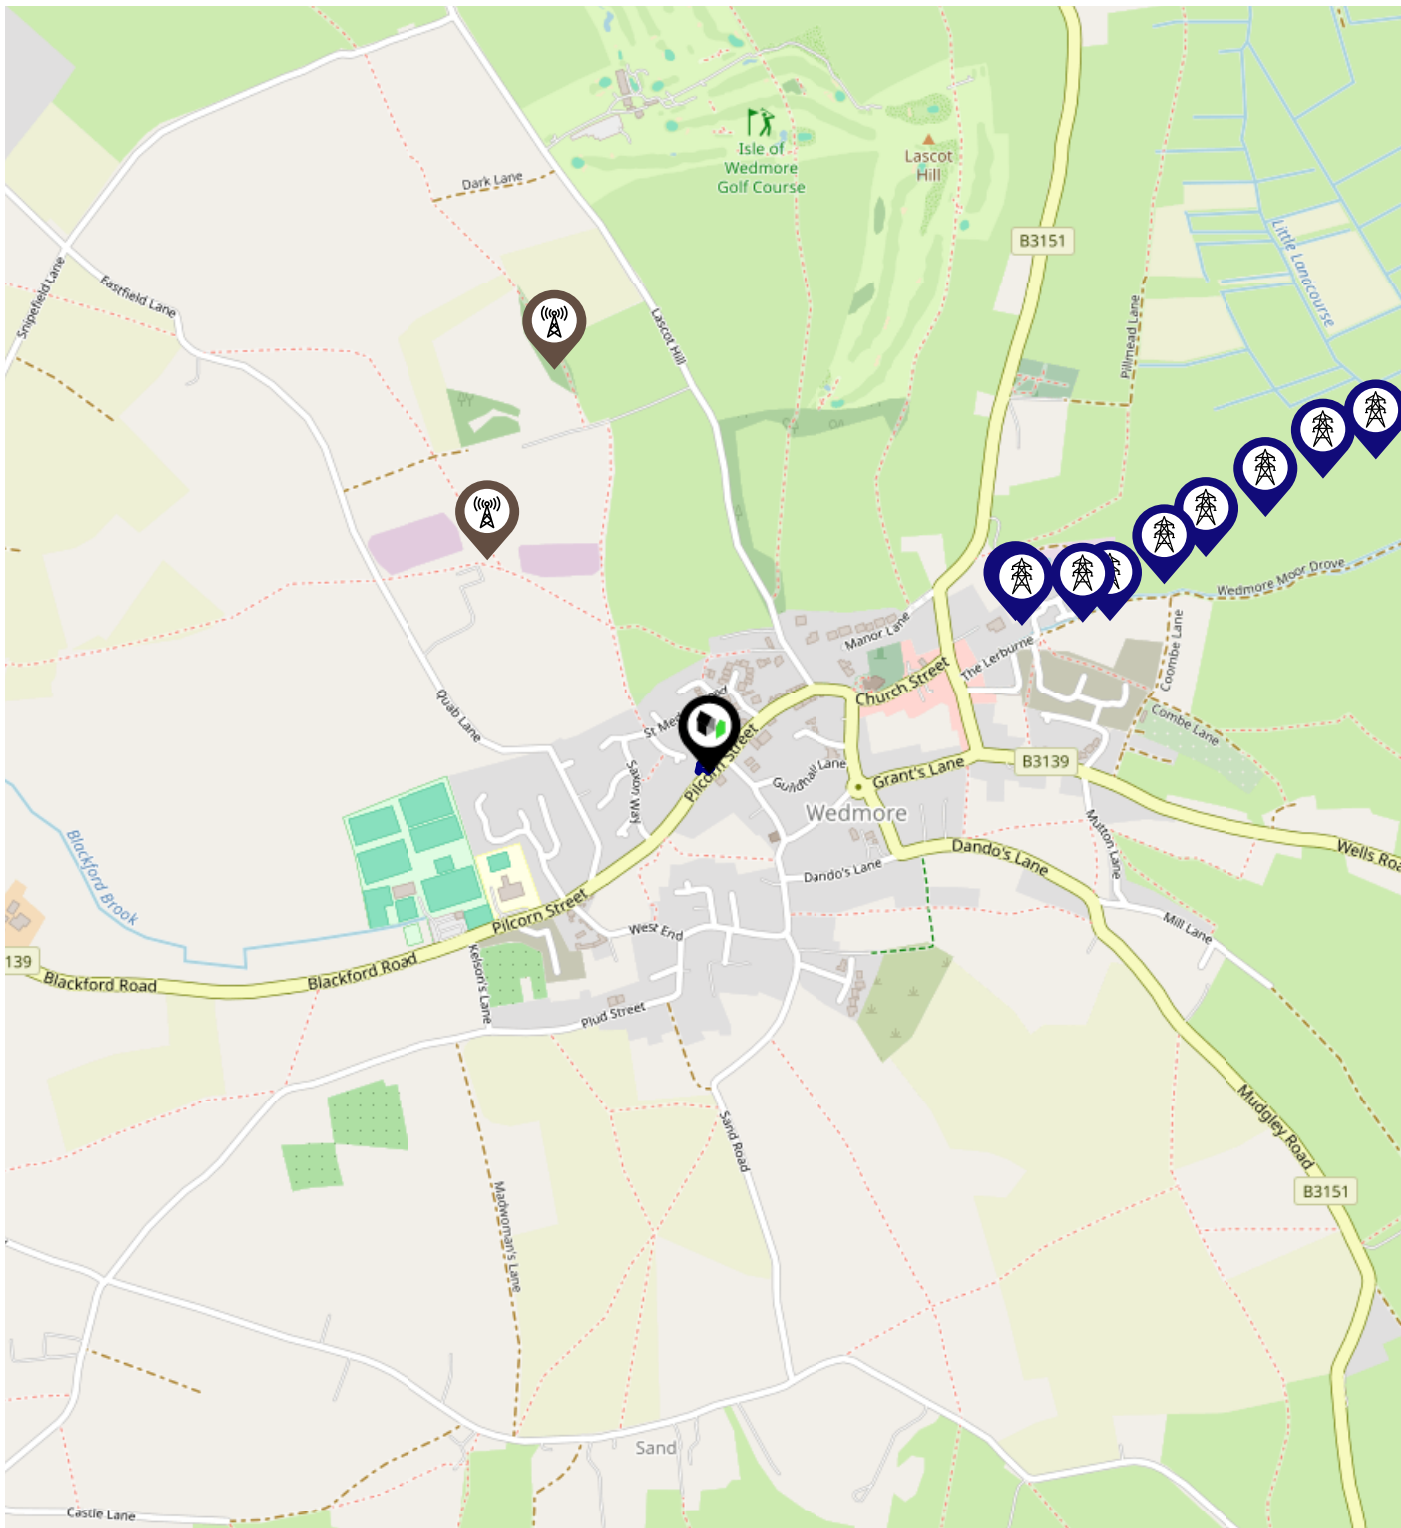 Isle of
Wedmore
Golf Course
Lascot
Hill
Dark Lane
B3151
Little Lanacourse
Snipefield Lane
Eastfield Lane
Lascot Hill
Pillmead Lane
Wedmore Moor Drove
Manor Lane
The Lerburne
Coombe Lane
Church Street
Quab Lane
Combe Lane
Pilcorn Street
Saxon Way
Guildhall Lane
Grant's Lane
B3139
Wedmore
Mutton Lane
Blackford Brook
Dando's Lane
Dando's Lane
Wells Roa
Pilcorn Street
West End
Mill Lane
139
Blackford Road
Blackford Road
Kelson's Lane
Plud Street
Sand Road
Mudgley Road
B3151
Madwoman's Lane
Sand
Castle Lane